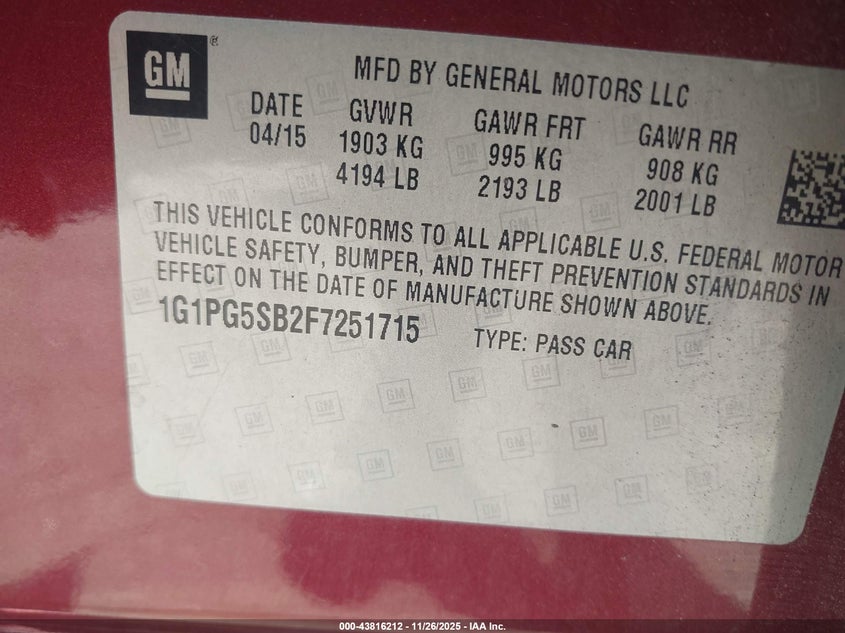 GM
MFD BY GENERAL MOTORS LLC
DATE GVWR GAWR FRT GAWR RR
04/15 1903 KG 995 KG 908 KG
4194 LB 2193 LB 2001 LB
THIS VEHICLE CONFORMS TO ALL APPLICABLE U.S. FEDERAL MOTOR
VEHICLE SAFETY, BUMPER, AND THEFT PREVENTION STANDARDS IN
EFFECT ON THE DATE OF MANUFACTURE SHOWN ABOVE.
1G1PG5SB2F7251715 TYPE: PASS CAR
000-43816212 - 11/26/2025 - IAA Inc.